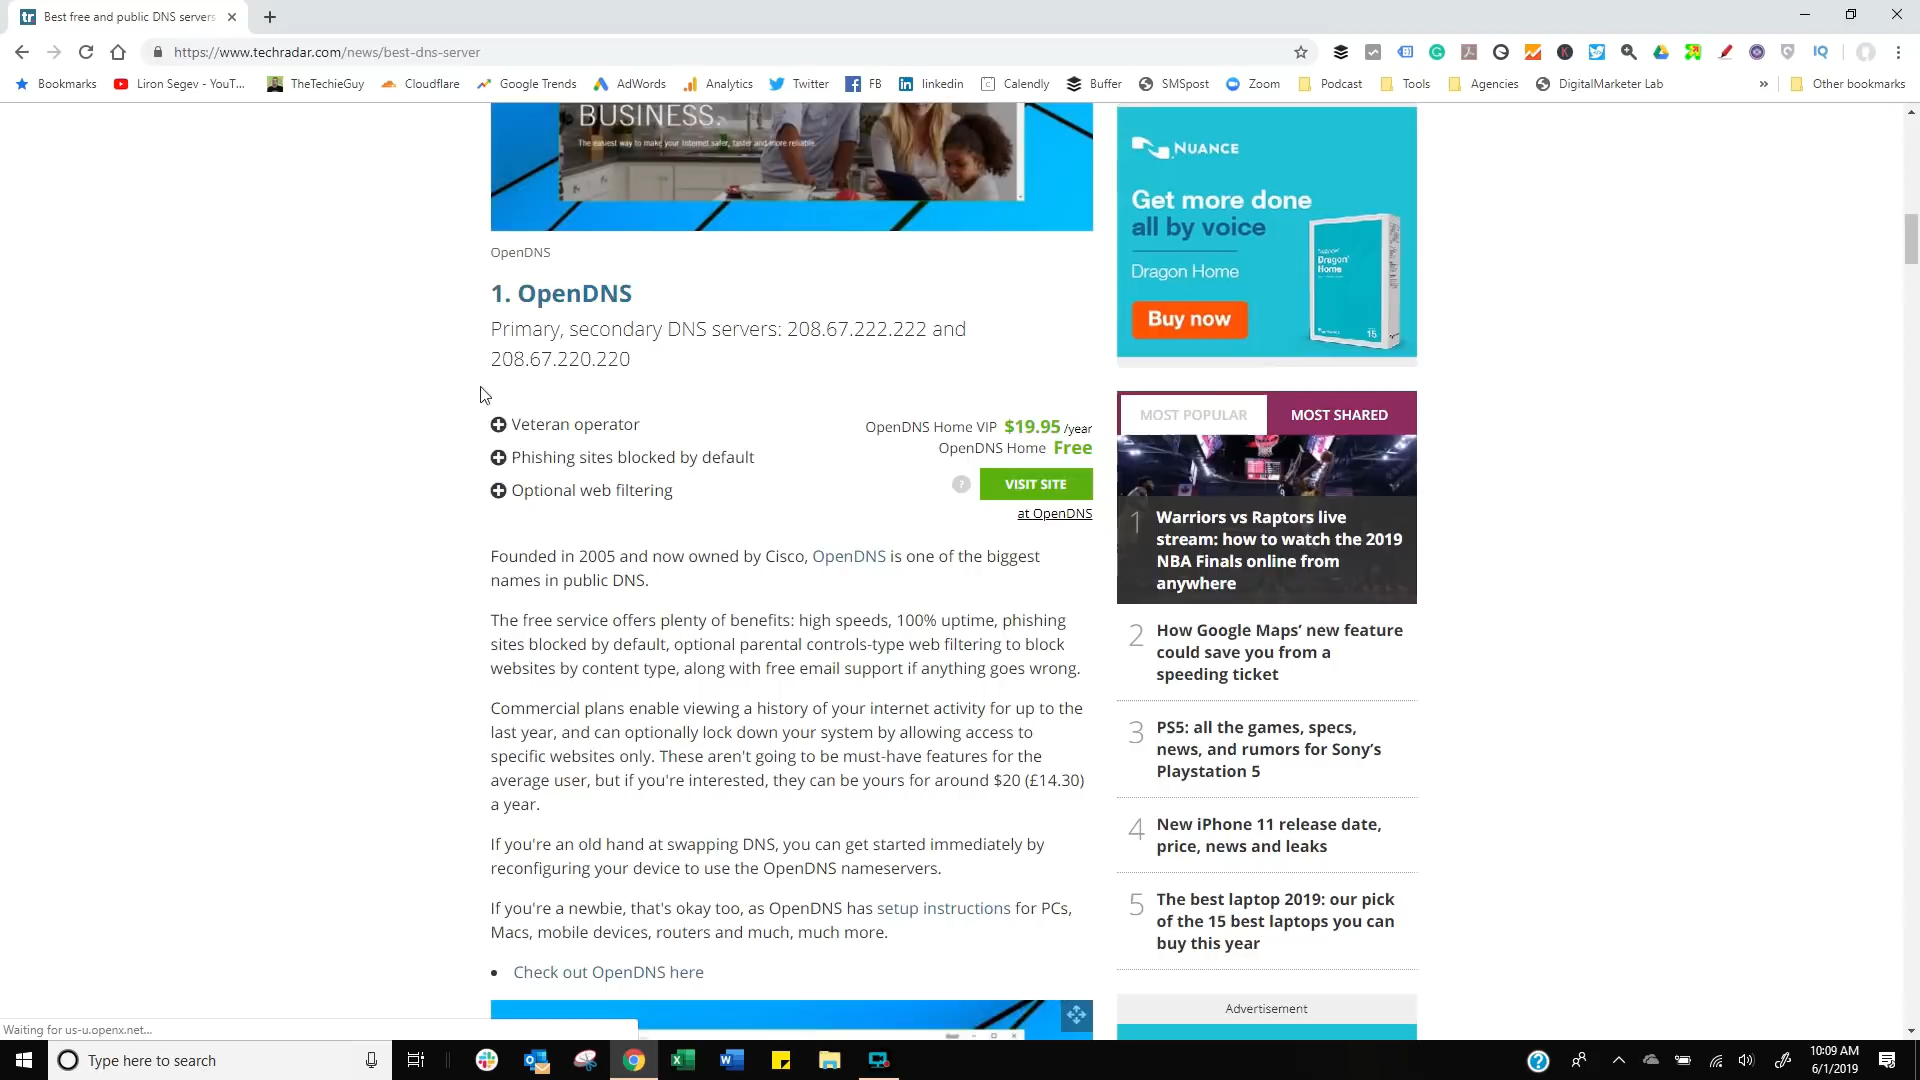 Best free and public DNS servers
https://www.techradar.com/news/best-dns-server
Bookmarks
Liron Segev - YouT...
TheTechieGuy
Cloudflare
Google Trends
AdWords
Analytics
Twitter
FB
linkedin
Calendly
Buffer
SMSpost
Zoom
Podcast
Tools
Agencies
DigitalMarketer Lab
»
Other bookmarks
BUSINESS.
The easiest way to make your Internet safer, faster and more reliable.
OpenDNS
1. OpenDNS
Primary, secondary DNS servers: 208.67.222.222 and
208.67.220.220
Veteran operator
Phishing sites blocked by default
Optional web filtering
OpenDNS Home VIP $19.95 /year
OpenDNS Home Free
? VISIT SITE
at OpenDNS
Founded in 2005 and now owned by Cisco, OpenDNS is one of the biggest
names in public DNS.
The free service offers plenty of benefits: high speeds, 100% uptime, phishing
sites blocked by default, optional parental controls-type web filtering to block
websites by content type, along with free email support if anything goes wrong.
Commercial plans enable viewing a history of your internet activity for up to the
last year, and can optionally lock down your system by allowing access to
specific websites only. These aren't going to be must-have features for the
average user, but if you're interested, they can be yours for around $20 (£14.30)
a year.
If you're an old hand at swapping DNS, you can get started immediately by
reconfiguring your device to use the OpenDNS nameservers.
If you're a newbie, that's okay too, as OpenDNS has setup instructions for PCs,
Macs, mobile devices, routers and much, much more.
• Check out OpenDNS here
NUANCE
Get more done
all by voice
Dragon Home
Buy now
Dragon
Home
15
MOST POPULAR
MOST SHARED
1 Warriors vs Raptors live
stream: how to watch the 2019
NBA Finals online from
anywhere
2 How Google Maps’ new feature
could save you from a
speeding ticket
3 PS5: all the games, specs,
news, and rumors for Sony’s
Playstation 5
4 New iPhone 11 release date,
price, news and leaks
5 The best laptop 2019: our pick
of the 15 best laptops you can
buy this year
Advertisement
Waiting for us-u.openx.net...
Type here to search
10:09 AM
6/1/2019